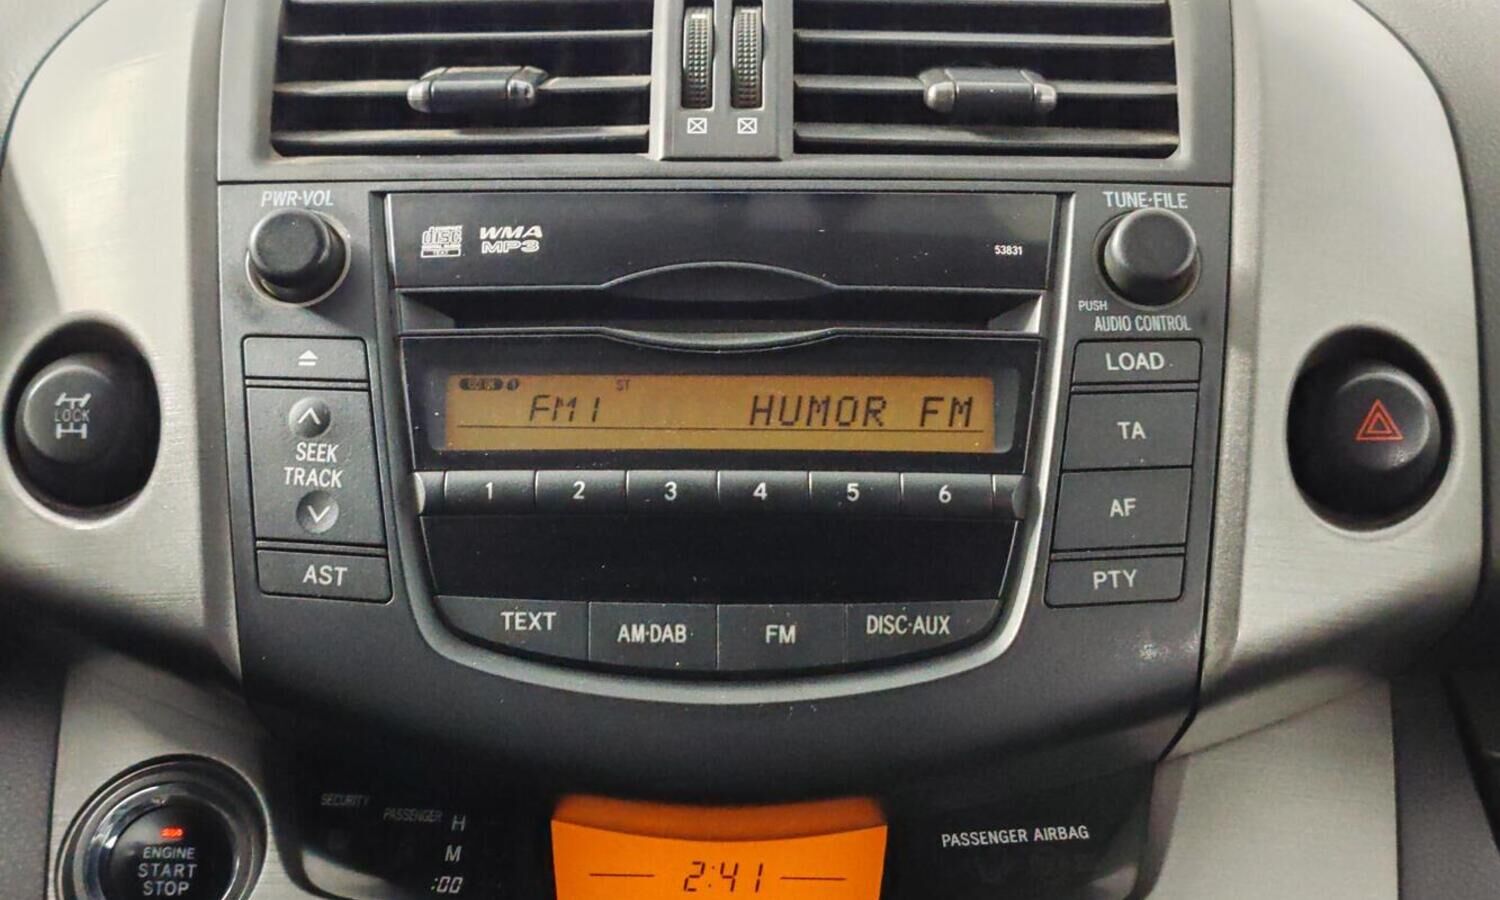 PWR·VOL
TUNE·FILE
disc
TEXT
WMA
MP3
53831
PUSH
AUDIO CONTROL
LOAD
LOCK
ST
FM1 HUMOR FM
SEEK
TRACK
TA
1 2 3 4 5 6
AF
AST
PTY
TEXT
AM·DAB
FM
DISC·AUX
SECURITY
PASSENGER
H
M
:00
2:41
PASSENGER AIRBAG
ENGINE
START
STOP